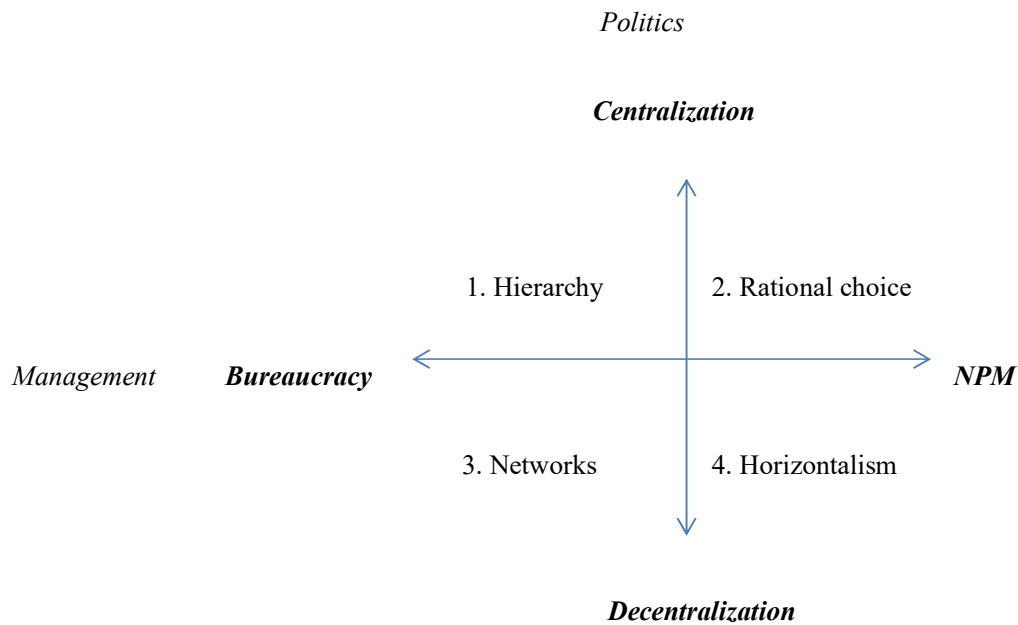 Politics
Centralization
1. Hierarchy
2. Rational choice
Management
Bureaucracy
NPM
3. Networks
4. Horizontalism
Decentralization